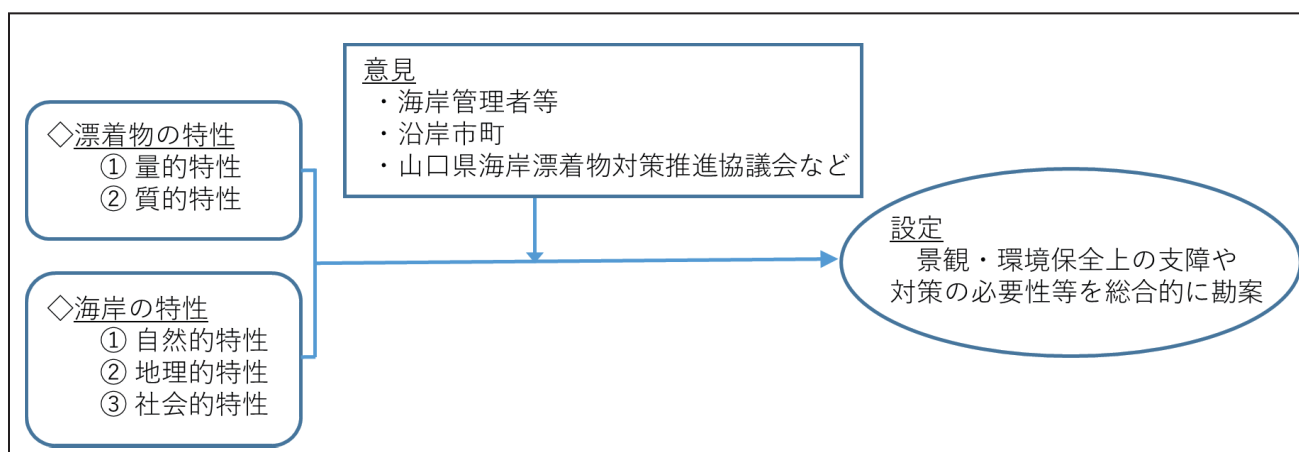 ◇漂着物の特性
① 量的特性
② 質的特性
◇海岸の特性
① 自然的特性
② 地理的特性
③ 社会的特性
意見
・海岸管理者等
・沿岸市町
・山口県海岸漂着物対策推進協議会など
設定
景観・環境保全上の支障や
対策の必要性等を総合的に勘案